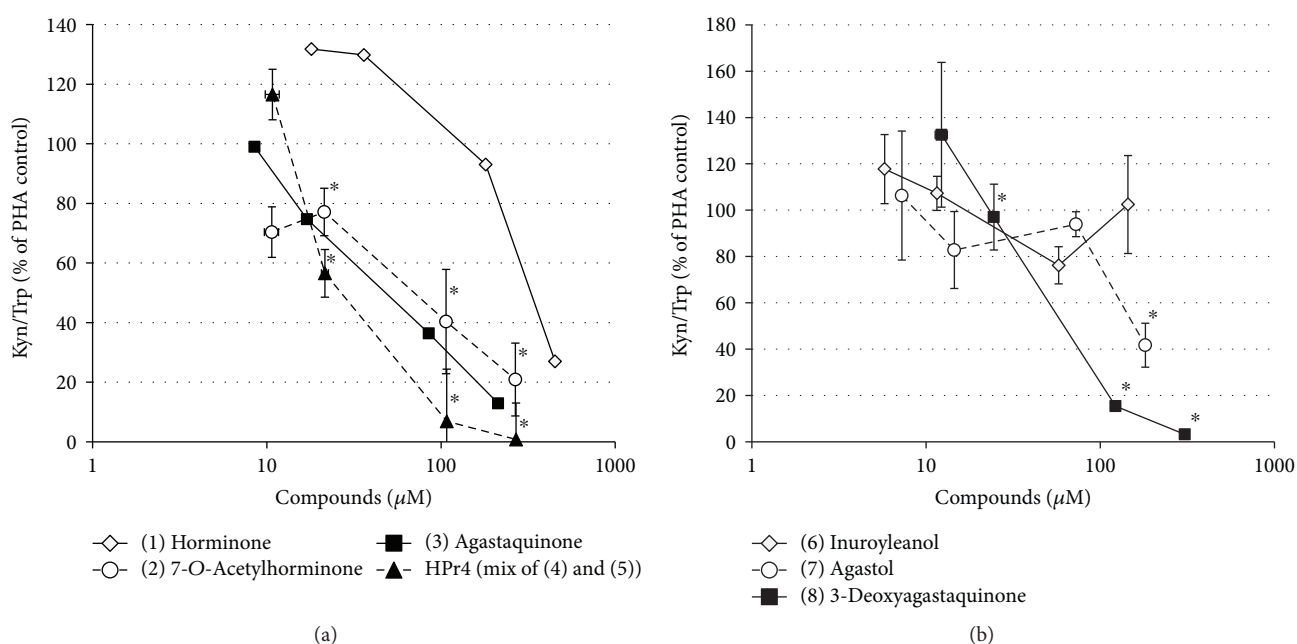 140
120
100
80
60
40
20
0
Kyn/Trp (% of PHA control)
* * * * * *
1 10 100 1000
Compounds (μM)
(1) Horminone (3) Agastaquinone
(2) 7-O-Acetylhorminone HPr4 (mix of (4) and (5))
(a)
180
160
140
120
100
80
60
40
20
0
Kyn/Trp (% of PHA control)
* * * *
1 10 100 1000
Compounds (μM)
(6) Inuroyleanol
(7) Agastol
(8) 3-Deoxyagastaquinone
(b)